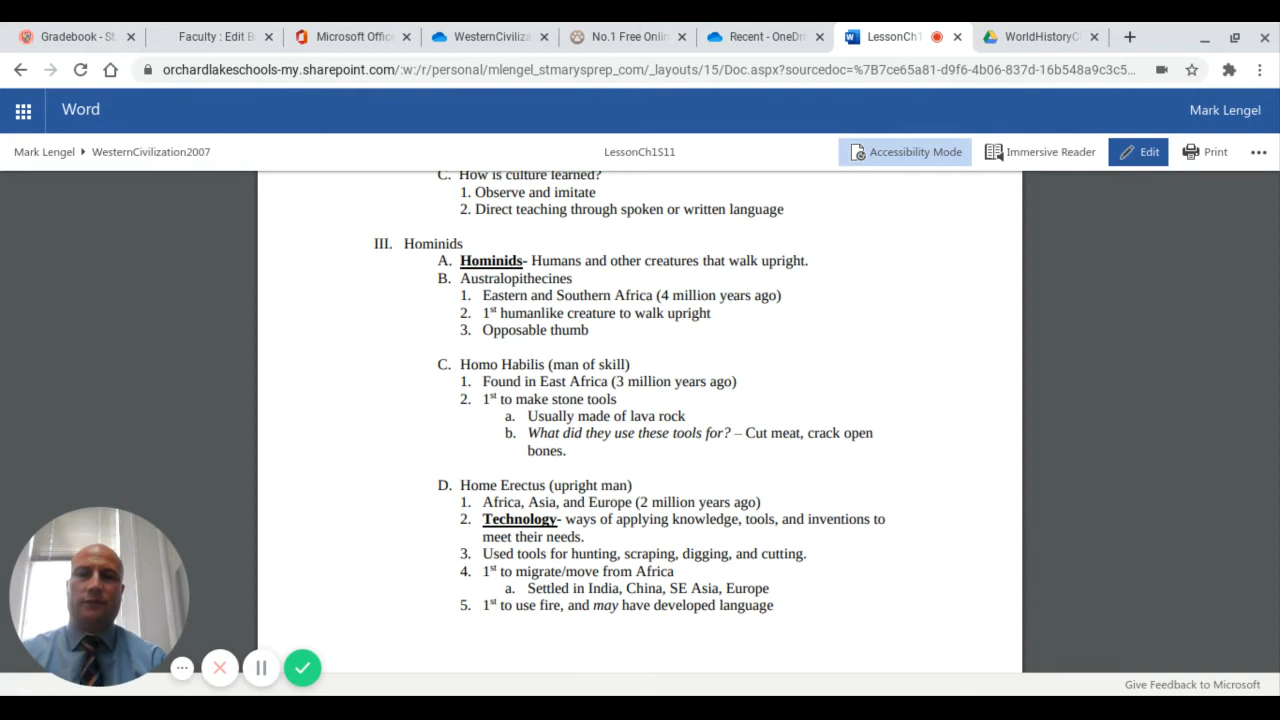 Gradebook - St
Faculty : Edit B
Microsoft Offic
WesternCiviliza
No.1 Free Onli
Recent - OneDri
LessonCh1
WorldHistoryC
orchardlakeschools-my.sharepoint.com/:w:/r/personal/mlengel_stmarysprep_com/_layouts/15/Doc.aspx?sourcedoc=%7B7ce65a81-d9f6-4b06-837d-16b548a9c3c5...
Word
Mark Lengel
Mark Lengel WesternCivilization2007
LessonCh1S11
Accessibility Mode
Immersive Reader
Edit
Print
C. How is culture learned?
1. Observe and imitate
2. Direct teaching through spoken or written language
III. Hominids
A. Hominids- Humans and other creatures that walk upright.
B. Australopithecines
1. Eastern and Southern Africa (4 million years ago)
2. 1st humanlike creature to walk upright
3. Opposable thumb
C. Homo Habilis (man of skill)
1. Found in East Africa (3 million years ago)
2. 1st to make stone tools
a. Usually made of lava rock
b. What did they use these tools for? – Cut meat, crack open
bones.
D. Home Erectus (upright man)
1. Africa, Asia, and Europe (2 million years ago)
2. Technology- ways of applying knowledge, tools, and inventions to
meet their needs.
3. Used tools for hunting, scraping, digging, and cutting.
4. 1st to migrate/move from Africa
a. Settled in India, China, SE Asia, Europe
5. 1st to use fire, and may have developed language
Give Feedback to Microsoft